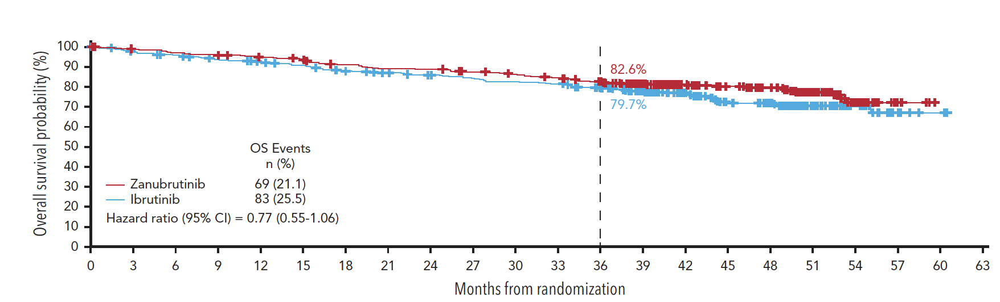 Overall survival probability (%)
100
90
80
70
60
50
40
30
20
10
0
82.6%
79.7%
OS Events
n (%)
Zanubrutinib 69 (21.1)
Ibrutinib 83 (25.5)
Hazard ratio (95% CI) = 0.77 (0.55-1.06)
0 3 6 9 12 15 18 21 24 27 30 33 36 39 42 45 48 51 54 57 60 63
Months from randomization